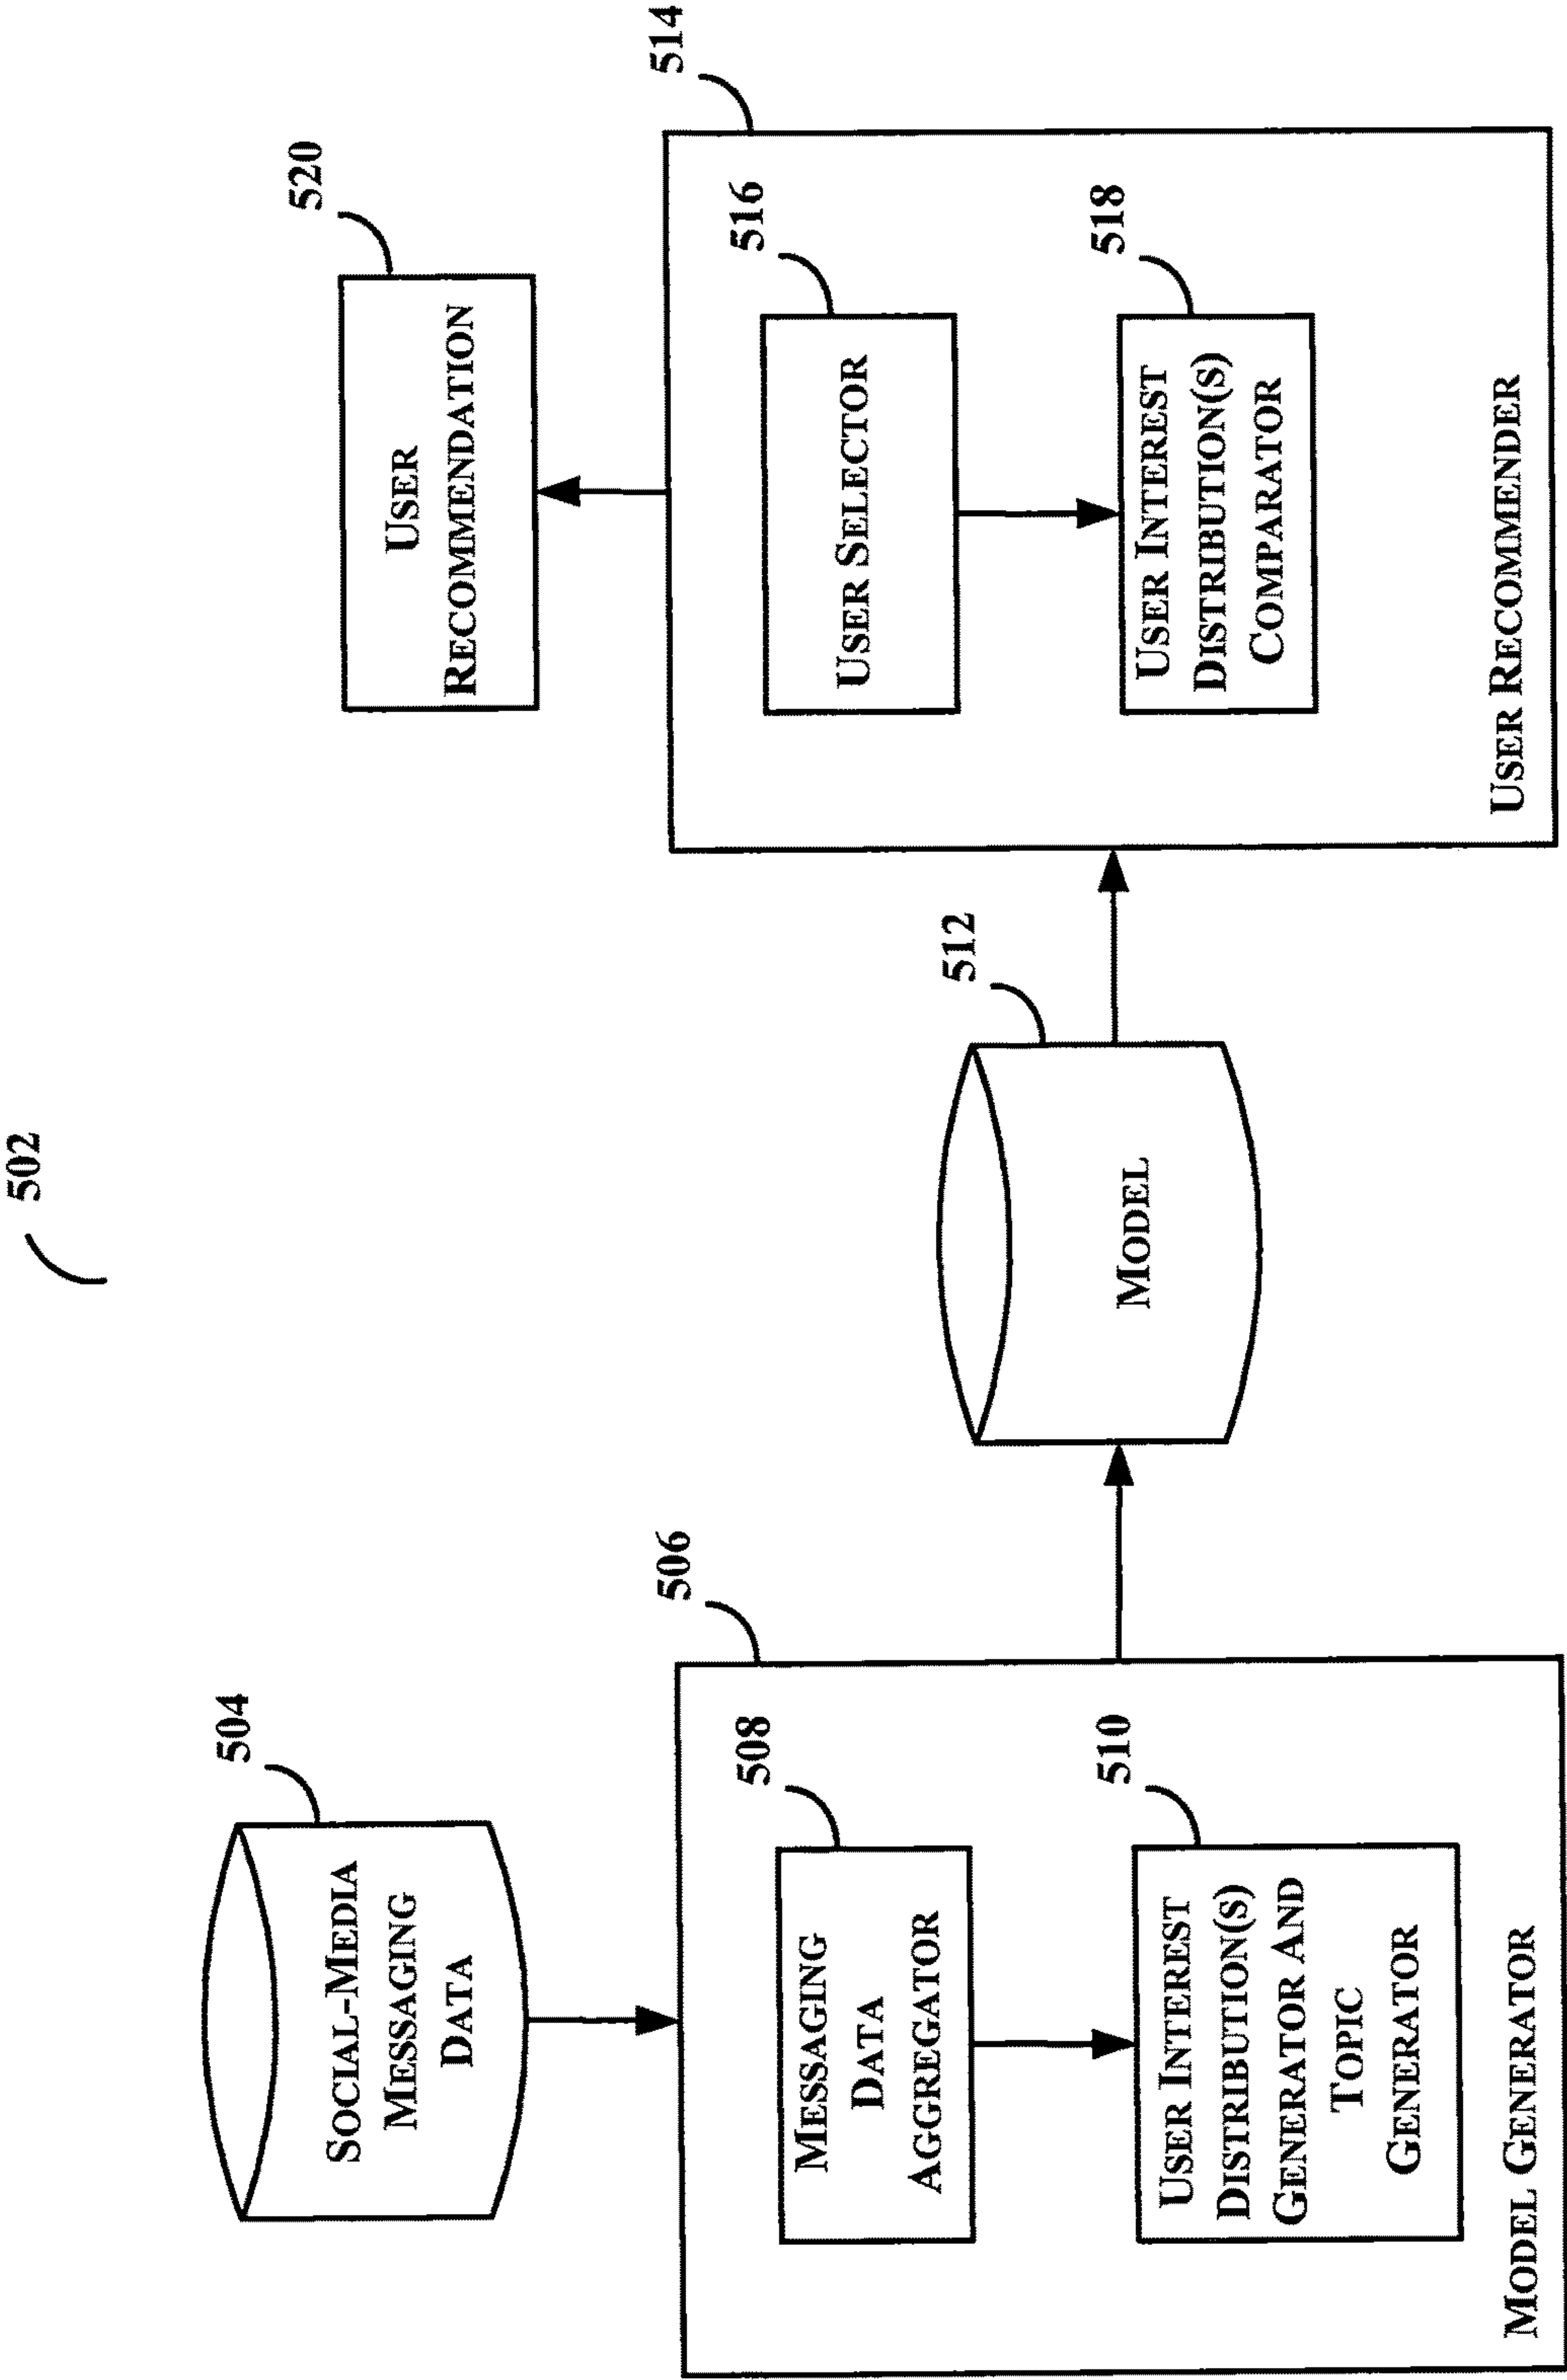 502
504
SOCIAL-MEDIA
MESSAGING
DATA
506
508
MESSAGING
DATA
AGGREGATOR
510
USER INTEREST
DISTRIBUTION(S)
GENERATOR AND
TOPIC
GENERATOR
MODEL GENERATOR
512
MODEL
520
USER
RECOMMENDATION
514
516
USER SELECTOR
518
USER INTEREST
DISTRIBUTION(S)
COMPARATOR
USER RECOMMENDER